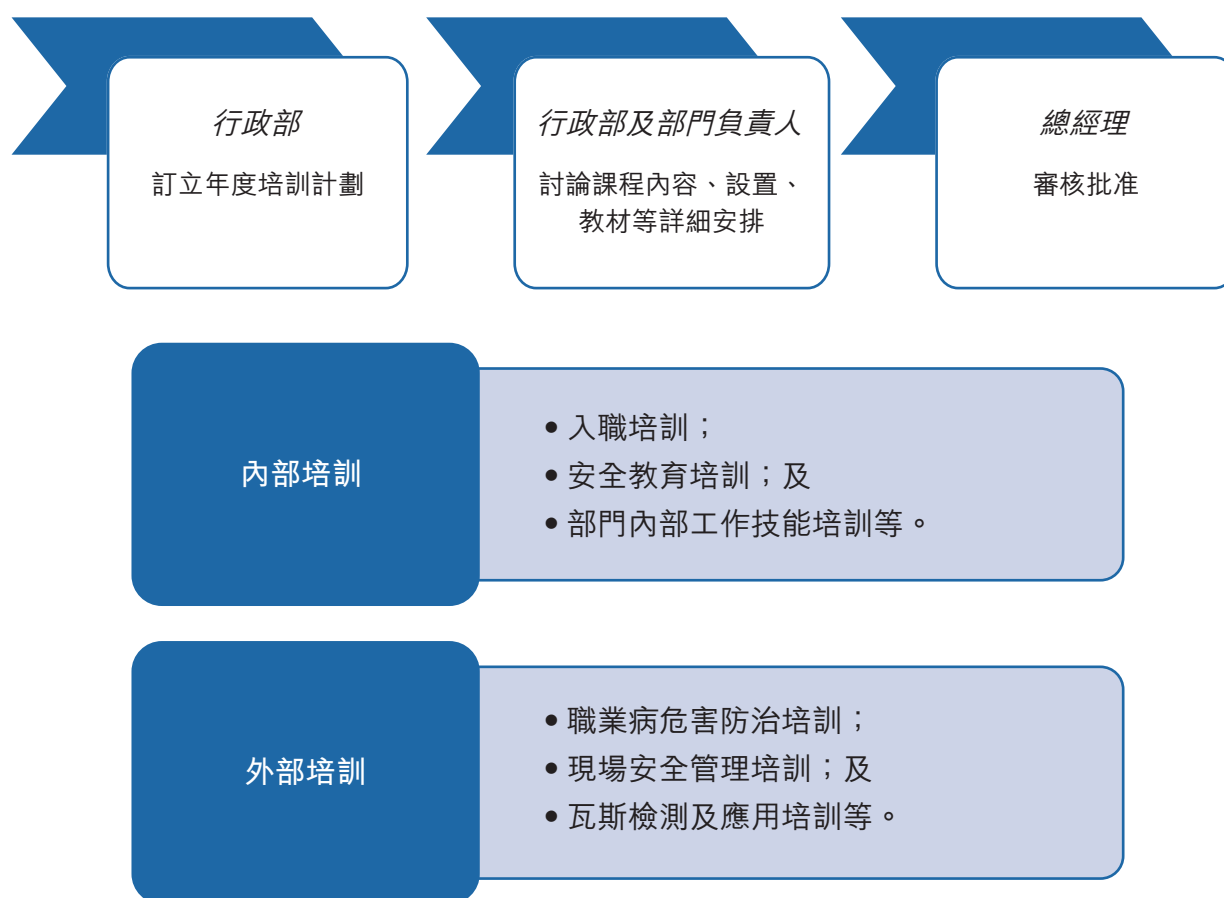 行政部
訂立年度培訓計劃
行政部及部門負責人
討論課程內容、設置、
教材等詳細安排
總經理
審核批准
內部培訓
• 入職培訓；
• 安全教育培訓；及
• 部門內部工作技能培訓等。
外部培訓
• 職業病危害防治培訓；
• 現場安全管理培訓；及
• 瓦斯檢測及應用培訓等。